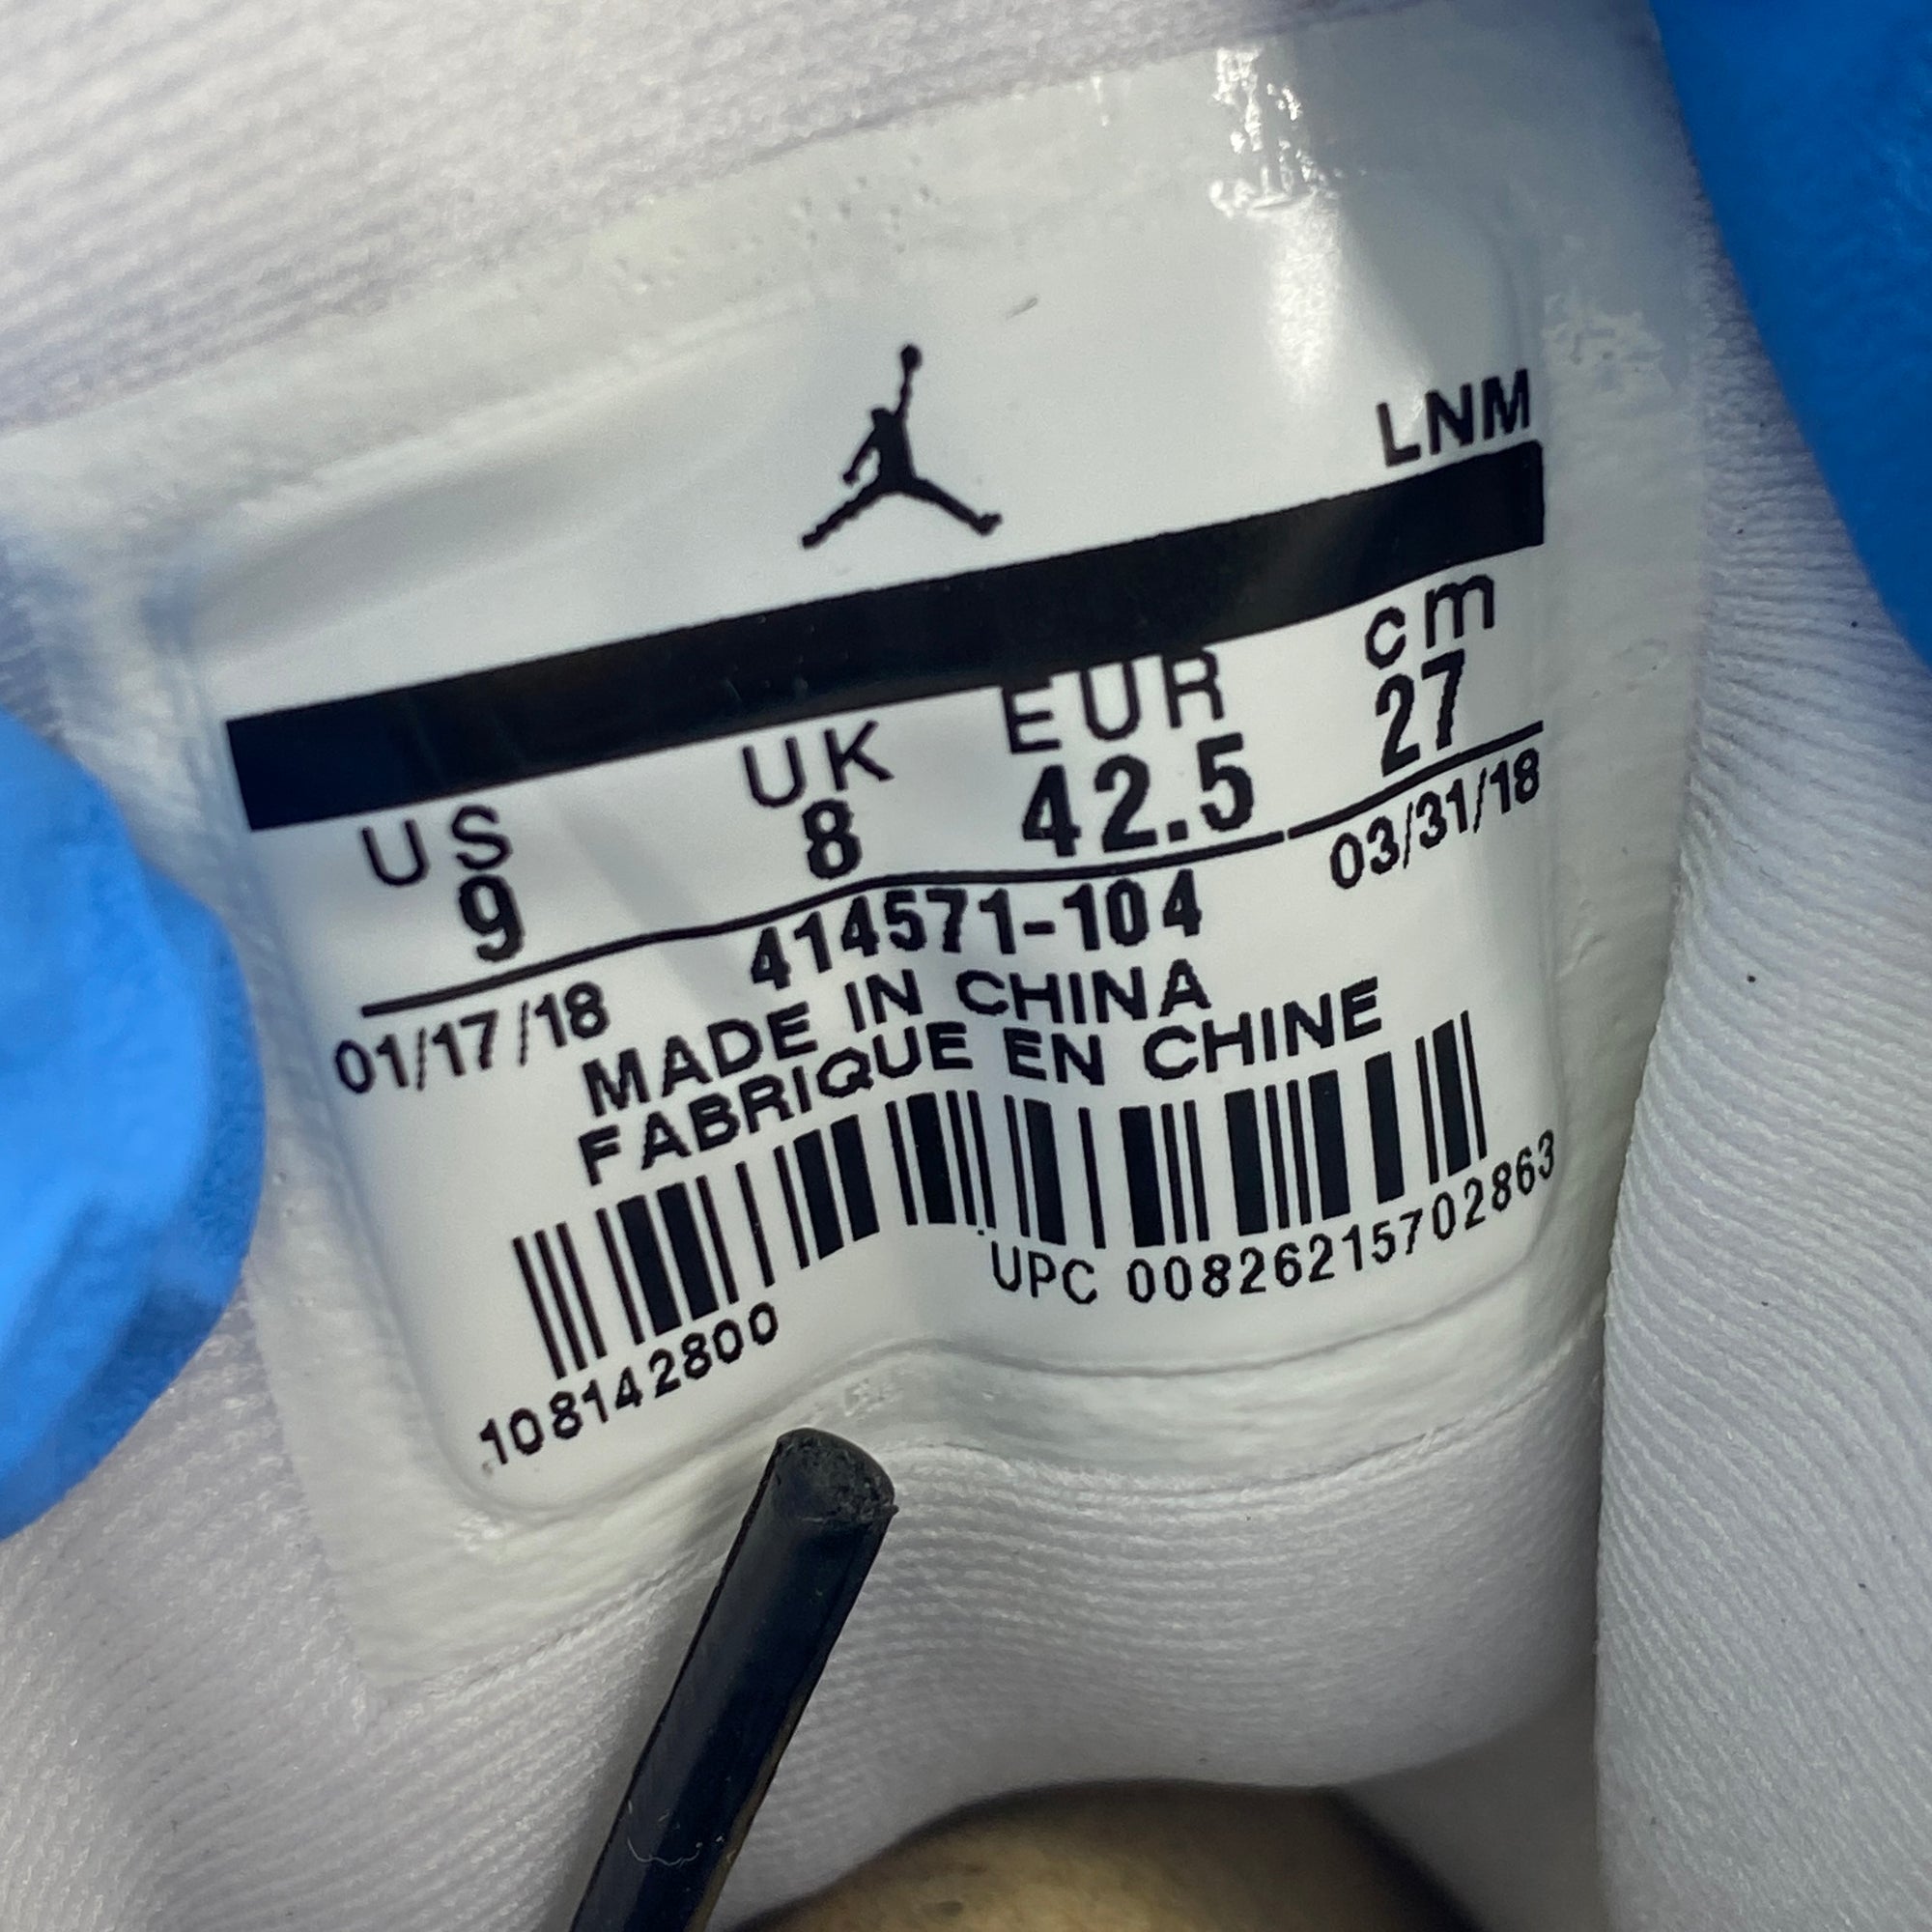 LNM
US UK EUR cm
9 8 42.5 27
01/17/18 414571-104 03/31/18
MADE IN CHINA
FABRIQUE EN CHINE
UPC 00826215702863
108142800